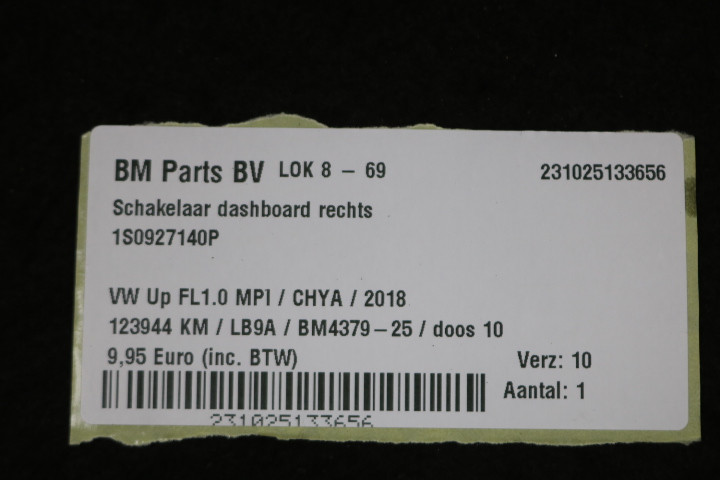 BM Parts BV LOK 8 – 69 231025133656
Schakelaar dashboard rechts
1S0927140P
VW Up FL1.0 MPI / CHYA / 2018
123944 KM / LB9A / BM4379–25 / doos 10
9,95 Euro (inc. BTW) Verz: 10
Aantal: 1
231025133656